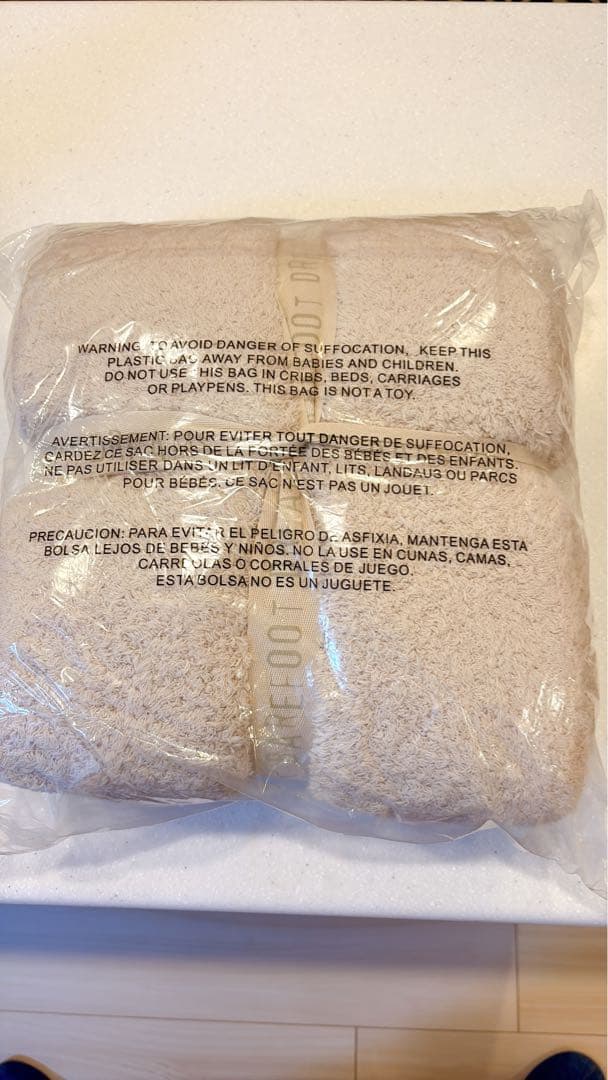 WARNING: TO AVOID DANGER OF SUFFOCATION, KEEP THIS
PLASTIC BAG AWAY FROM BABIES AND CHILDREN.
DO NOT USE THIS BAG IN CRIBS, BEDS, CARRIAGES
OR PLAYPENS. THIS BAG IS NOT A TOY.
AVERTISSEMENT: POUR EVITER TOUT DANGER DE SUFFOCATION,
CARDEZ CE SAC HORS DE LA FORTÉE DES BÉBÉS ET DES ENFANTS.
NE PAS UTILISER DANS UN LIT D'ENFANT, LITS, LANDAUS OU PARCS
POUR BÉBÉS. CE SAC N'EST PAS UN JOUET.
PRECAUCION: PARA EVITAR EL PELIGRO DE ASFIXIA, MANTENGA ESTA
BOLSA LEJOS DE BEBÉS Y NIÑOS. NO LA USE EN CUNAS, CAMAS,
CARREOLAS O CORRALES DE JUEGO.
ESTA BOLSA NO ES UN JUGUETE.
BAREFOOT